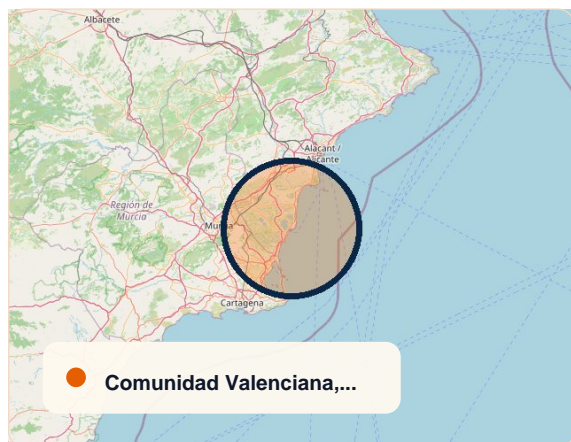 Albacete
Alacant /
Alicante
Región de
Murcia
Murcia
Cartagena
Comunidad Valenciana,...